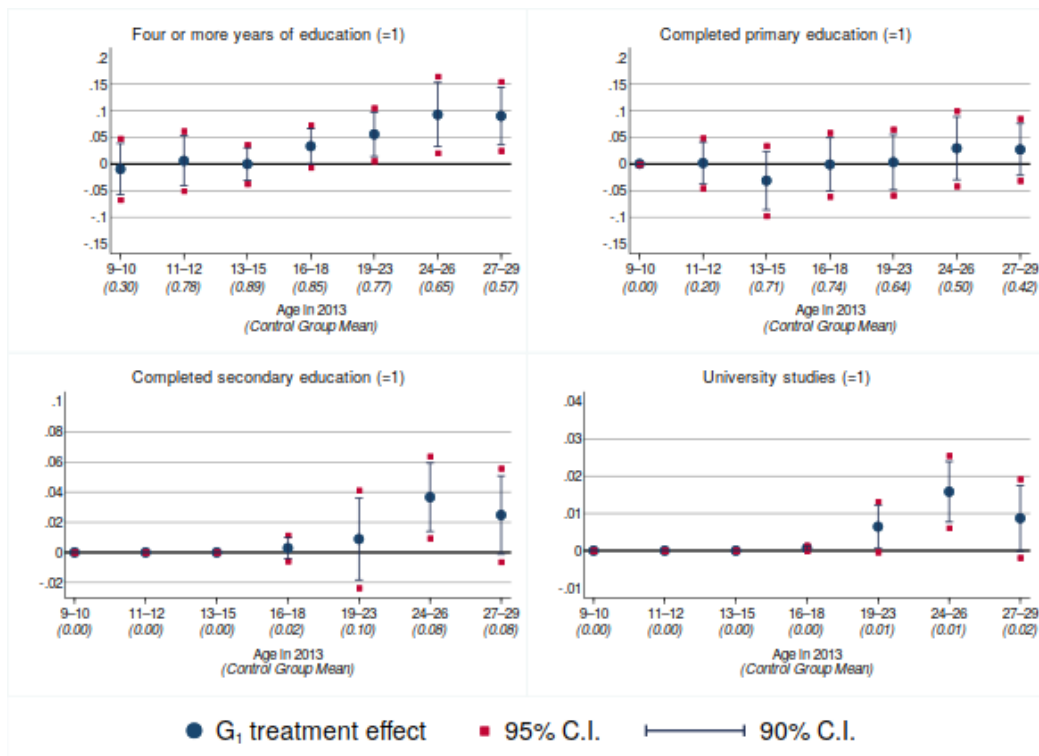 Four or more years of education (=1)
.2
.15
.1
.05
0
-.05
-.1
-.15
9–10 11–12 13–15 16–18 19–23 24–26 27–29
(0.30) (0.78) (0.89) (0.85) (0.77) (0.65) (0.57)
Age in 2013
(Control Group Mean)
Completed primary education (=1)
.2
.15
.1
.05
0
-.05
-.1
-.15
9–10 11–12 13–15 16–18 19–23 24–26 27–29
(0.00) (0.20) (0.71) (0.74) (0.64) (0.50) (0.42)
Age in 2013
(Control Group Mean)
Completed secondary education (=1)
.1
.08
.06
.04
.02
0
-.02
9–10 11–12 13–15 16–18 19–23 24–26 27–29
(0.00) (0.00) (0.00) (0.02) (0.10) (0.08) (0.08)
Age in 2013
(Control Group Mean)
University studies (=1)
.04
.03
.02
.01
0
-.01
9–10 11–12 13–15 16–18 19–23 24–26 27–29
(0.00) (0.00) (0.00) (0.00) (0.01) (0.01) (0.02)
Age in 2013
(Control Group Mean)
G₁ treatment effect 95% C.I. 90% C.I.